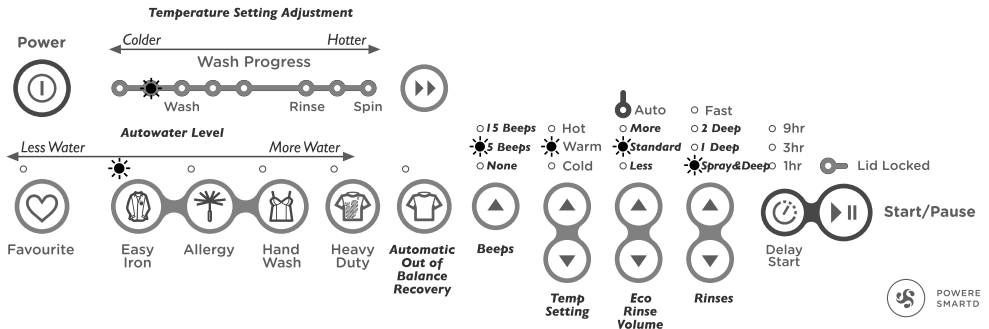 Temperature Setting Adjustment
Power
Colder Hotter
Wash Progress
Wash Rinse Spin
Auto
Fast
15 Beeps
Hot
More
2 Deep
9hr
5 Beeps
Warm
Standard
1 Deep
3hr
None
Cold
Less
Spray&Deep
1hr
Lid Locked
Autowater Level
Less Water More Water
Start/Pause
Favourite
Easy
Iron
Allergy
Hand
Wash
Heavy
Duty
Automatic
Out of
Balance
Recovery
Beeps
Temp
Setting
Eco
Rinse
Volume
Rinses
Delay
Start
POWERE
SMARTD